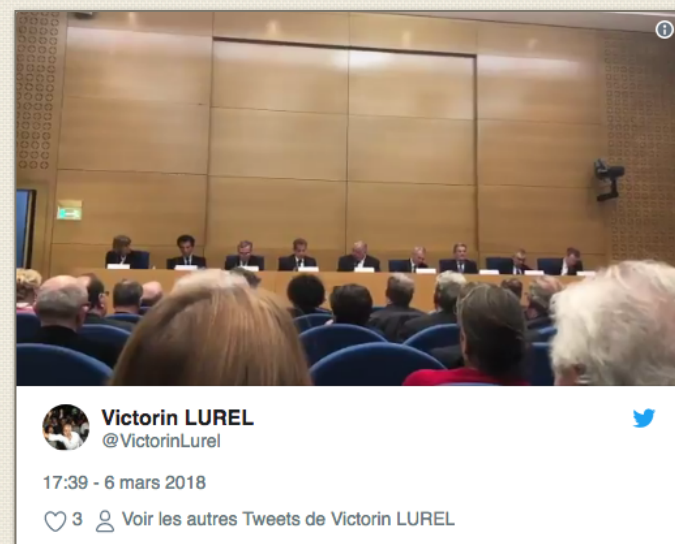 Victorin LUREL
@VictorinLurel
17:39 - 6 mars 2018
3 Voir les autres Tweets de Victorin LUREL